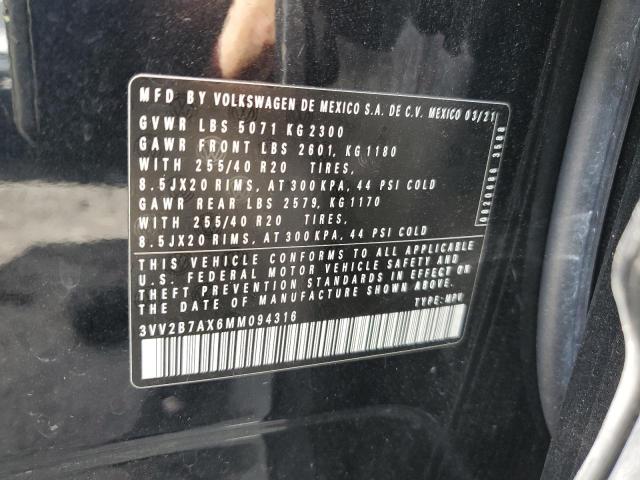 MFD BY VOLKSWAGEN DE MEXICO S.A. DE C.V. MEXICO 03/21
GVWR LBS 5071 KG 2300
GAWR FRONT LBS 2601, KG 1180
WITH 255/40 R20 TIRES,
8.5JX20 RIMS, AT 300 KPA, 44 PSI COLD
GAWR REAR LBS 2579, KG 1170
WITH 255/40 R20 TIRES,
8.5JX20 RIMS, AT 300 KPA, 44 PSI COLD
THIS VEHICLE CONFORMS TO ALL APPLICABLE
U.S. FEDERAL MOTOR VEHICLE SAFETY AND
THEFT PREVENTION STANDARDS IN EFFECT ON
THE DATE OF MANUFACTURE SHOWN ABOVE.
3VV2B7AX6MM094316 TYPE: MPV